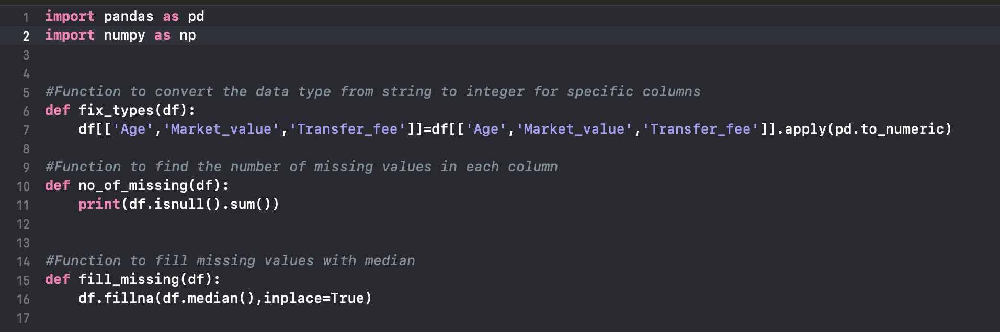 1 import pandas as pd
2 import numpy as np
3
4
5 #Function to convert the data type from string to integer for specific columns
6 def fix_types(df):
7     df[['Age','Market_value','Transfer_fee']]=df[['Age','Market_value','Transfer_fee']].apply(pd.to_numeric)
8
9 #Function to find the number of missing values in each column
10 def no_of_missing(df):
11     print(df.isnull().sum())
12
13
14 #Function to fill missing values with median
15 def fill_missing(df):
16     df.fillna(df.median(),inplace=True)
17